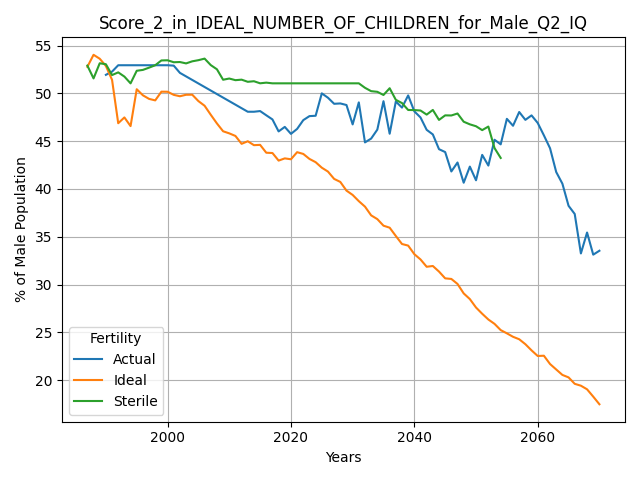 Score_2_in_IDEAL_NUMBER_OF_CHILDREN_for_Male_Q2_IQ
% of Male Population
55
50
45
40
35
30
25
20
Fertility
Actual
Ideal
Sterile
2000 2020 2040 2060
Years